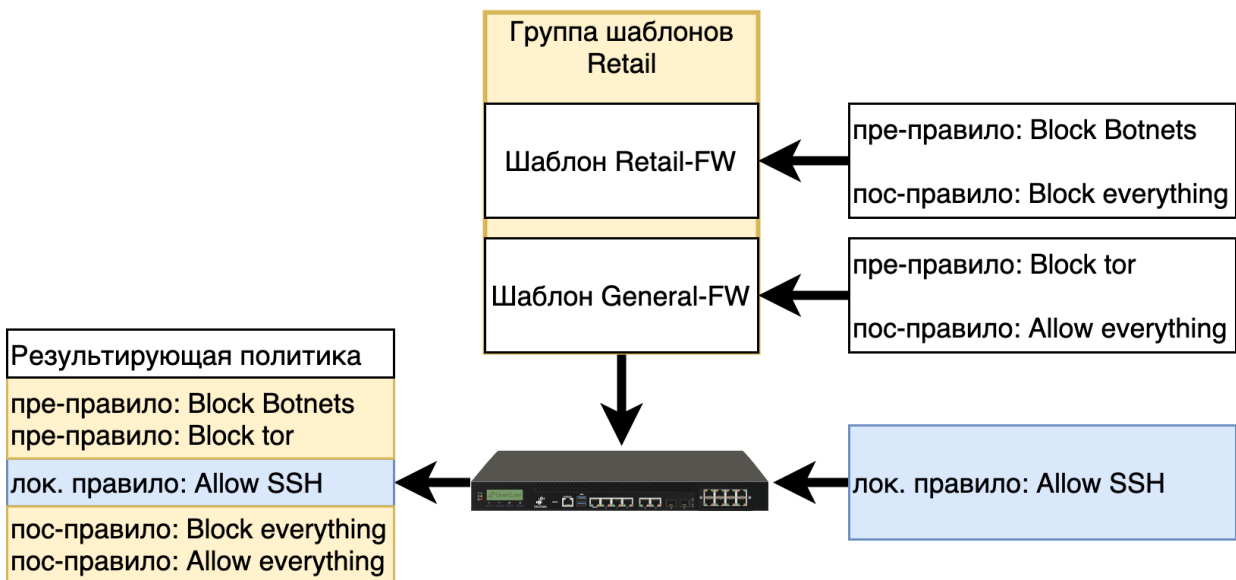 Группа шаблонов
Retail
Шаблон Retail-FW
пре-правило: Block Botnets
пос-правило: Block everything
Шаблон General-FW
пре-правило: Block tor
пос-правило: Allow everything
Результирующая политика
пре-правило: Block Botnets
пре-правило: Block tor
лок. правило: Allow SSH
пос-правило: Block everything
пос-правило: Allow everything
лок. правило: Allow SSH